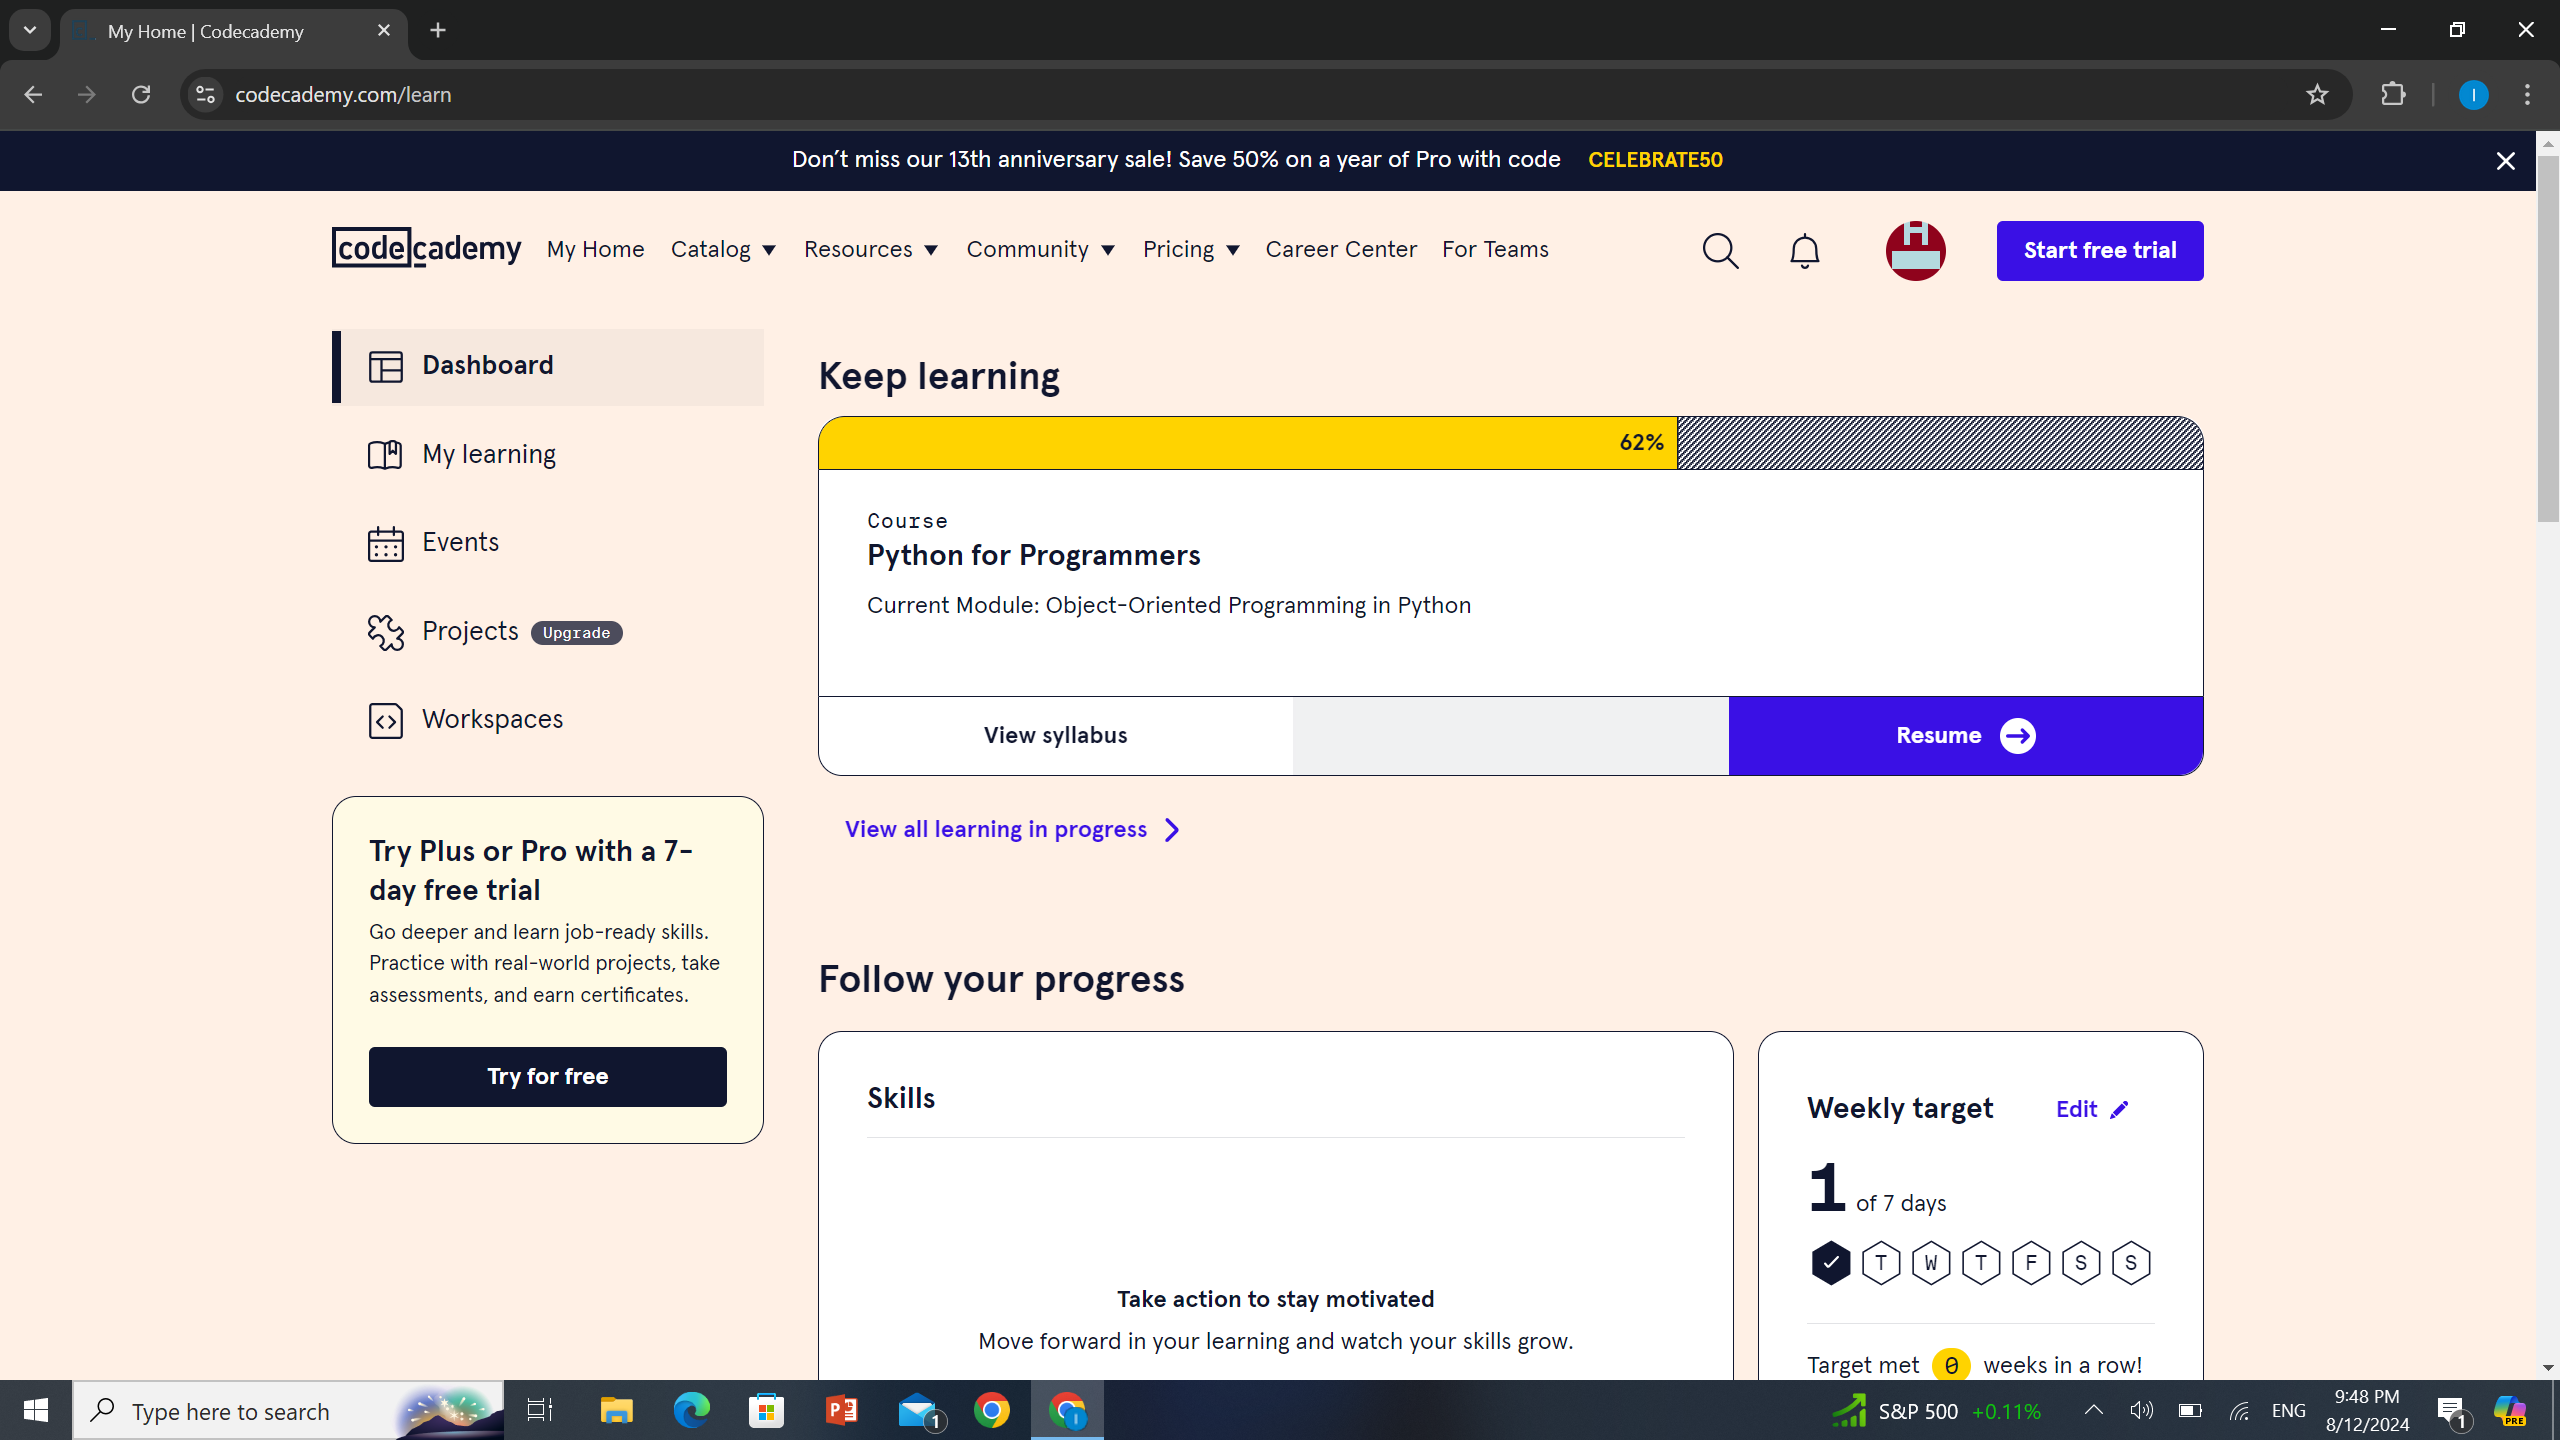 My Home | Codecademy
codecademy.com/learn
Don't miss our 13th anniversary sale! Save 50% on a year of Pro with code CELEBRATE50
codecademy My Home Catalog Resources Community Pricing Career Center For Teams Start free trial
Dashboard
My learning
Events
Projects Upgrade
Workspaces
Try Plus or Pro with a 7-
day free trial
Go deeper and learn job-ready skills.
Practice with real-world projects, take
assessments, and earn certificates.
Try for free
Keep learning
62%
Course
Python for Programmers
Current Module: Object-Oriented Programming in Python
View syllabus Resume
View all learning in progress
Follow your progress
Skills
Take action to stay motivated
Move forward in your learning and watch your skills grow.
Weekly target Edit
1 of 7 days
T W T F S S
Target met 0 weeks in a row!
Type here to search
1
S&P 500 +0.11%
ENG
9:48 PM
8/12/2024
1
PRE
I